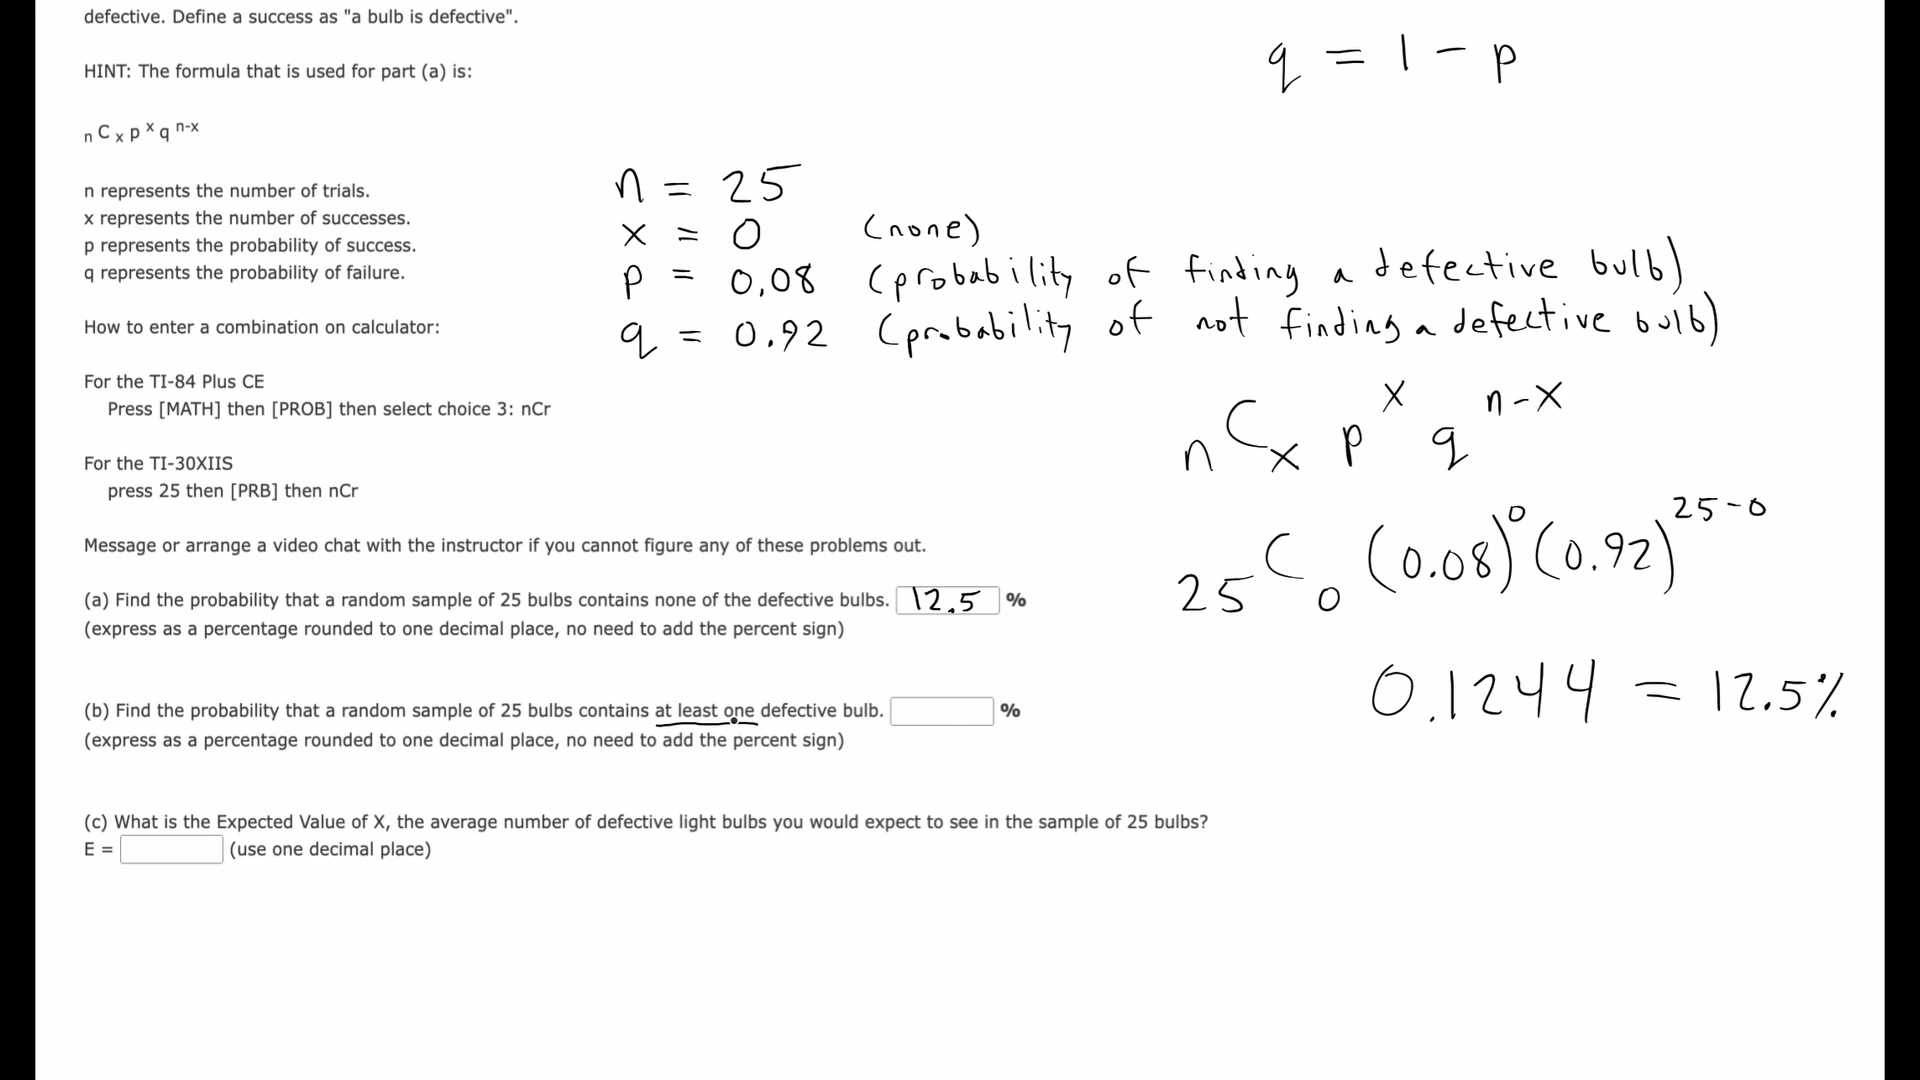 defective. Define a success as "a bulb is defective".
q = 1 - p
HINT: The formula that is used for part (a) is:
n C x p x q n-x
n represents the number of trials.
x represents the number of successes.
p represents the probability of success.
q represents the probability of failure.
n = 25
x = 0 (none)
p = 0.08 (probability of finding a defective bulb)
q = 0.92 (probability of not finding a defective bulb)
How to enter a combination on calculator:
For the TI-84 Plus CE
Press [MATH] then [PROB] then select choice 3: nCr
n C x p x q n-x
For the TI-30XIIS
press 25 then [PRB] then nCr
25 C 0 (0.08) 0 (0.92) 25-0
Message or arrange a video chat with the instructor if you cannot figure any of these problems out.
(a) Find the probability that a random sample of 25 bulbs contains none of the defective bulbs. 12.5 %
(express as a percentage rounded to one decimal place, no need to add the percent sign)
0.1244 = 12.5%
(b) Find the probability that a random sample of 25 bulbs contains at least one defective bulb. %
(express as a percentage rounded to one decimal place, no need to add the percent sign)
(c) What is the Expected Value of X, the average number of defective light bulbs you would expect to see in the sample of 25 bulbs?
E = (use one decimal place)